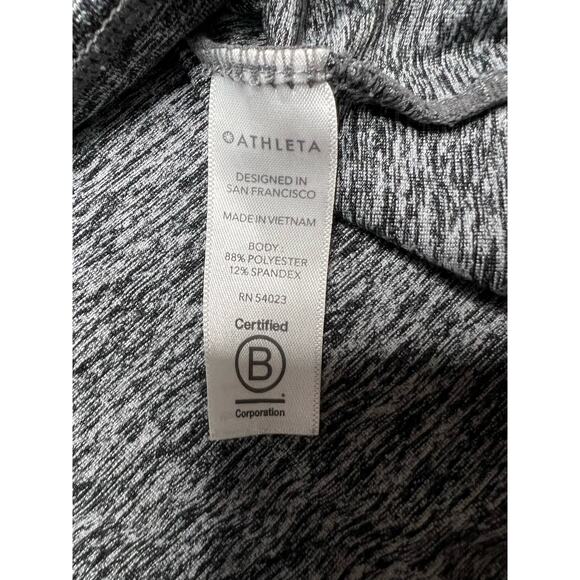 ATHLETA
DESIGNED IN
SAN FRANCISCO
MADE IN VIETNAM
BODY :
88% POLYESTER
12% SPANDEX
RN 54023
Certified
B
Corporation